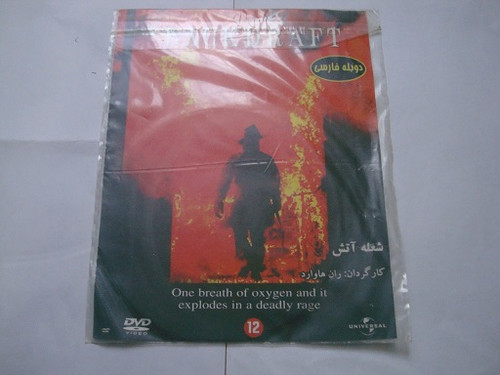 دوبله فارسی
شعله آتش
کارگردان: ران هاوارد
One breath of oxygen and it
explodes in a deadly rage
DVD
VIDEO
12
UNIVERSAL